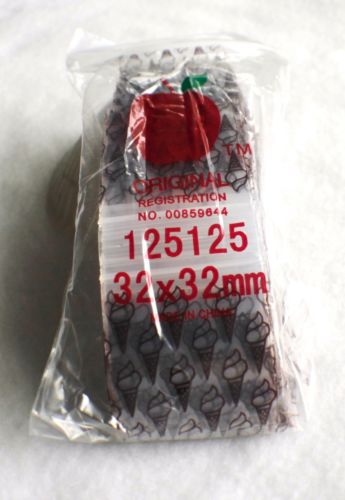 TM
ORIGINAL
REGISTRATION
NO. 00859644
125125
32x32mm
MADE IN CHINA